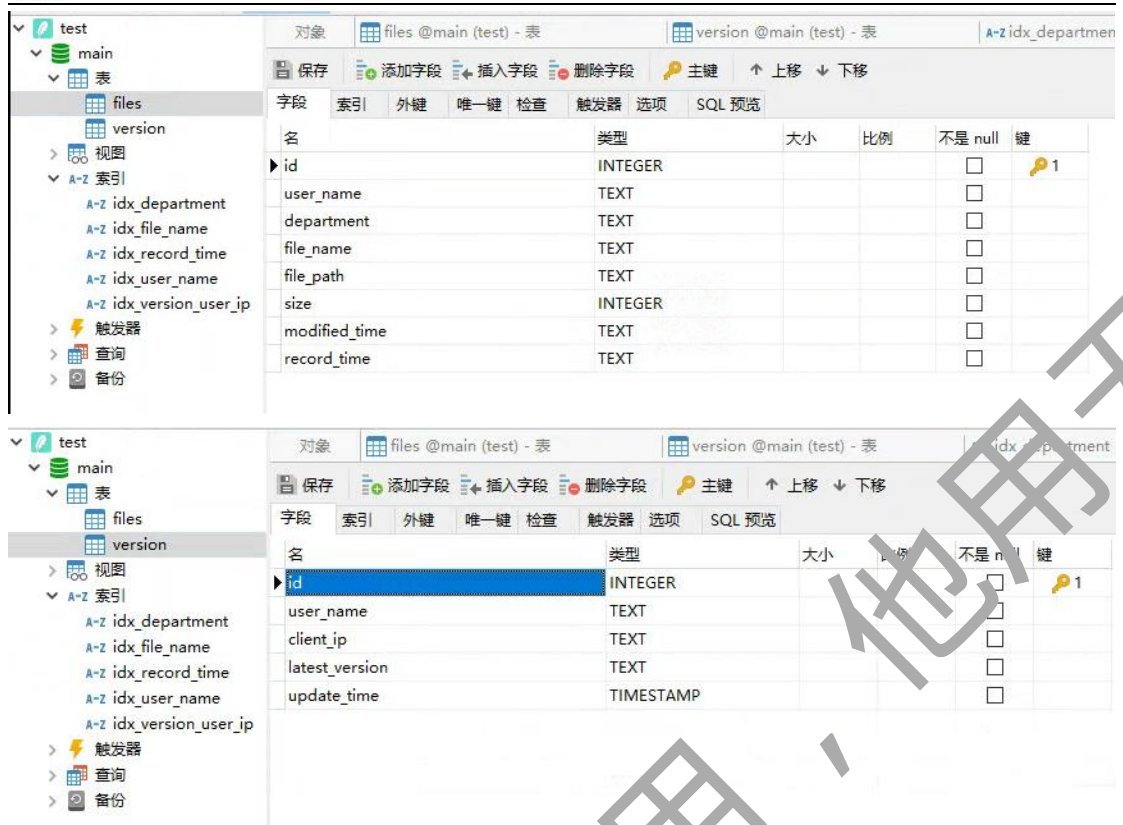 test
main
表
files
version
视图
A-Z 索引
A-Z idx_department
A-Z idx_file_name
A-Z idx_record_time
A-Z idx_user_name
A-Z idx_version_user_ip
触发器
查询
备份
对象 files @main (test) - 表 version @main (test) - 表 A-Z idx_departmen
保存 添加字段 插入字段 删除字段 主键 上移 下移
字段 索引 外键 唯一键 检查 触发器 选项 SQL 预览
名 类型 大小 比例 不是 null 键
id INTEGER 1
user_name TEXT
department TEXT
file_name TEXT
file_path TEXT
size INTEGER
modified_time TEXT
record_time TEXT
test
main
表
files
version
视图
A-Z 索引
A-Z idx_department
A-Z idx_file_name
A-Z idx_record_time
A-Z idx_user_name
A-Z idx_version_user_ip
触发器
查询
备份
对象 files @main (test) - 表 version @main (test) - 表
保存 添加字段 插入字段 删除字段 主键 上移 下移
字段 索引 外键 唯一键 检查 触发器 选项 SQL 预览
名 类型 大小 不是 键
id INTEGER 1
user_name TEXT
client_ip TEXT
latest_version TEXT
update_time TIMESTAMP
用，他用